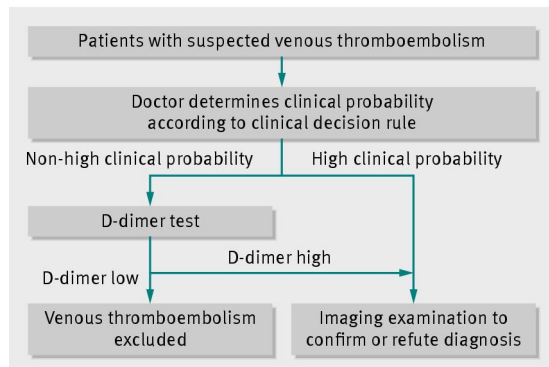 Patients with suspected venous thromboembolism
Doctor determines clinical probability
according to clinical decision rule
Non-high clinical probability
High clinical probability
D-dimer test
D-dimer high
D-dimer low
Venous thromboembolism
excluded
Imaging examination to
confirm or refute diagnosis